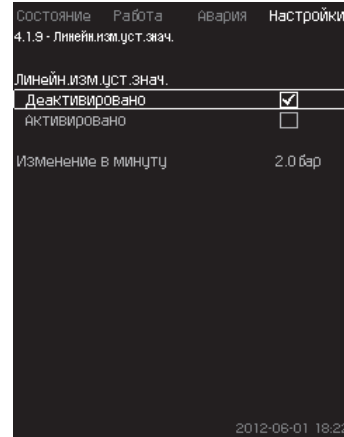 Состояние Работа Авария Настройки
4.1.9 - Линейн.изм.уст.знач.
Линейн.изм.уст.знач.
Деактивировано
Активировано
Изменение в минуту 2.0 бар
2012-06-01 18:22